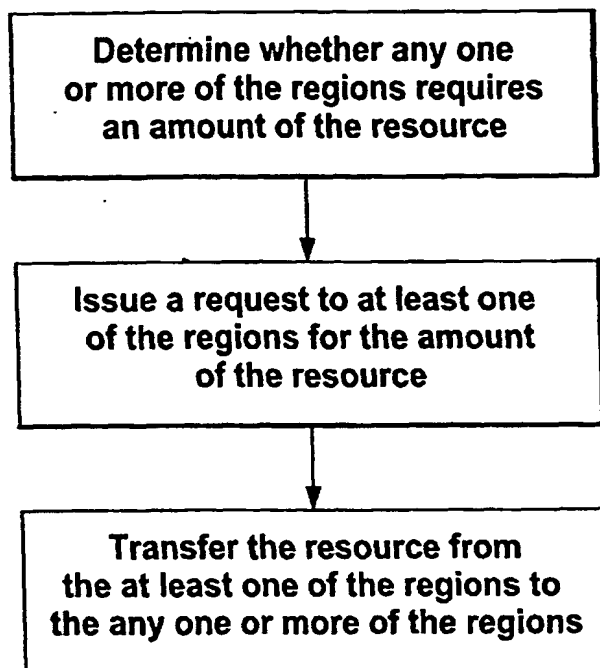 Determine whether any one
or more of the regions requires
an amount of the resource
Issue a request to at least one
of the regions for the amount
of the resource
Transfer the resource from
the at least one of the regions to
the any one or more of the regions